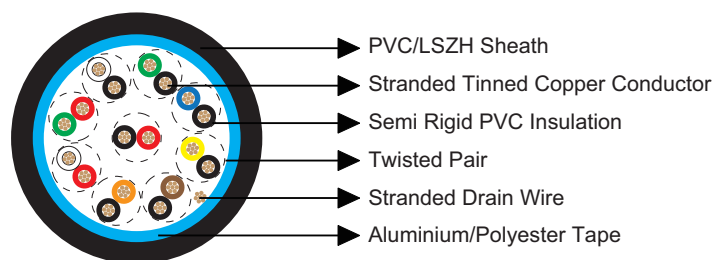 PVC/LSZH Sheath
Stranded Tinned Copper Conductor
Semi Rigid PVC Insulation
Twisted Pair
Stranded Drain Wire
Aluminium/Polyester Tape